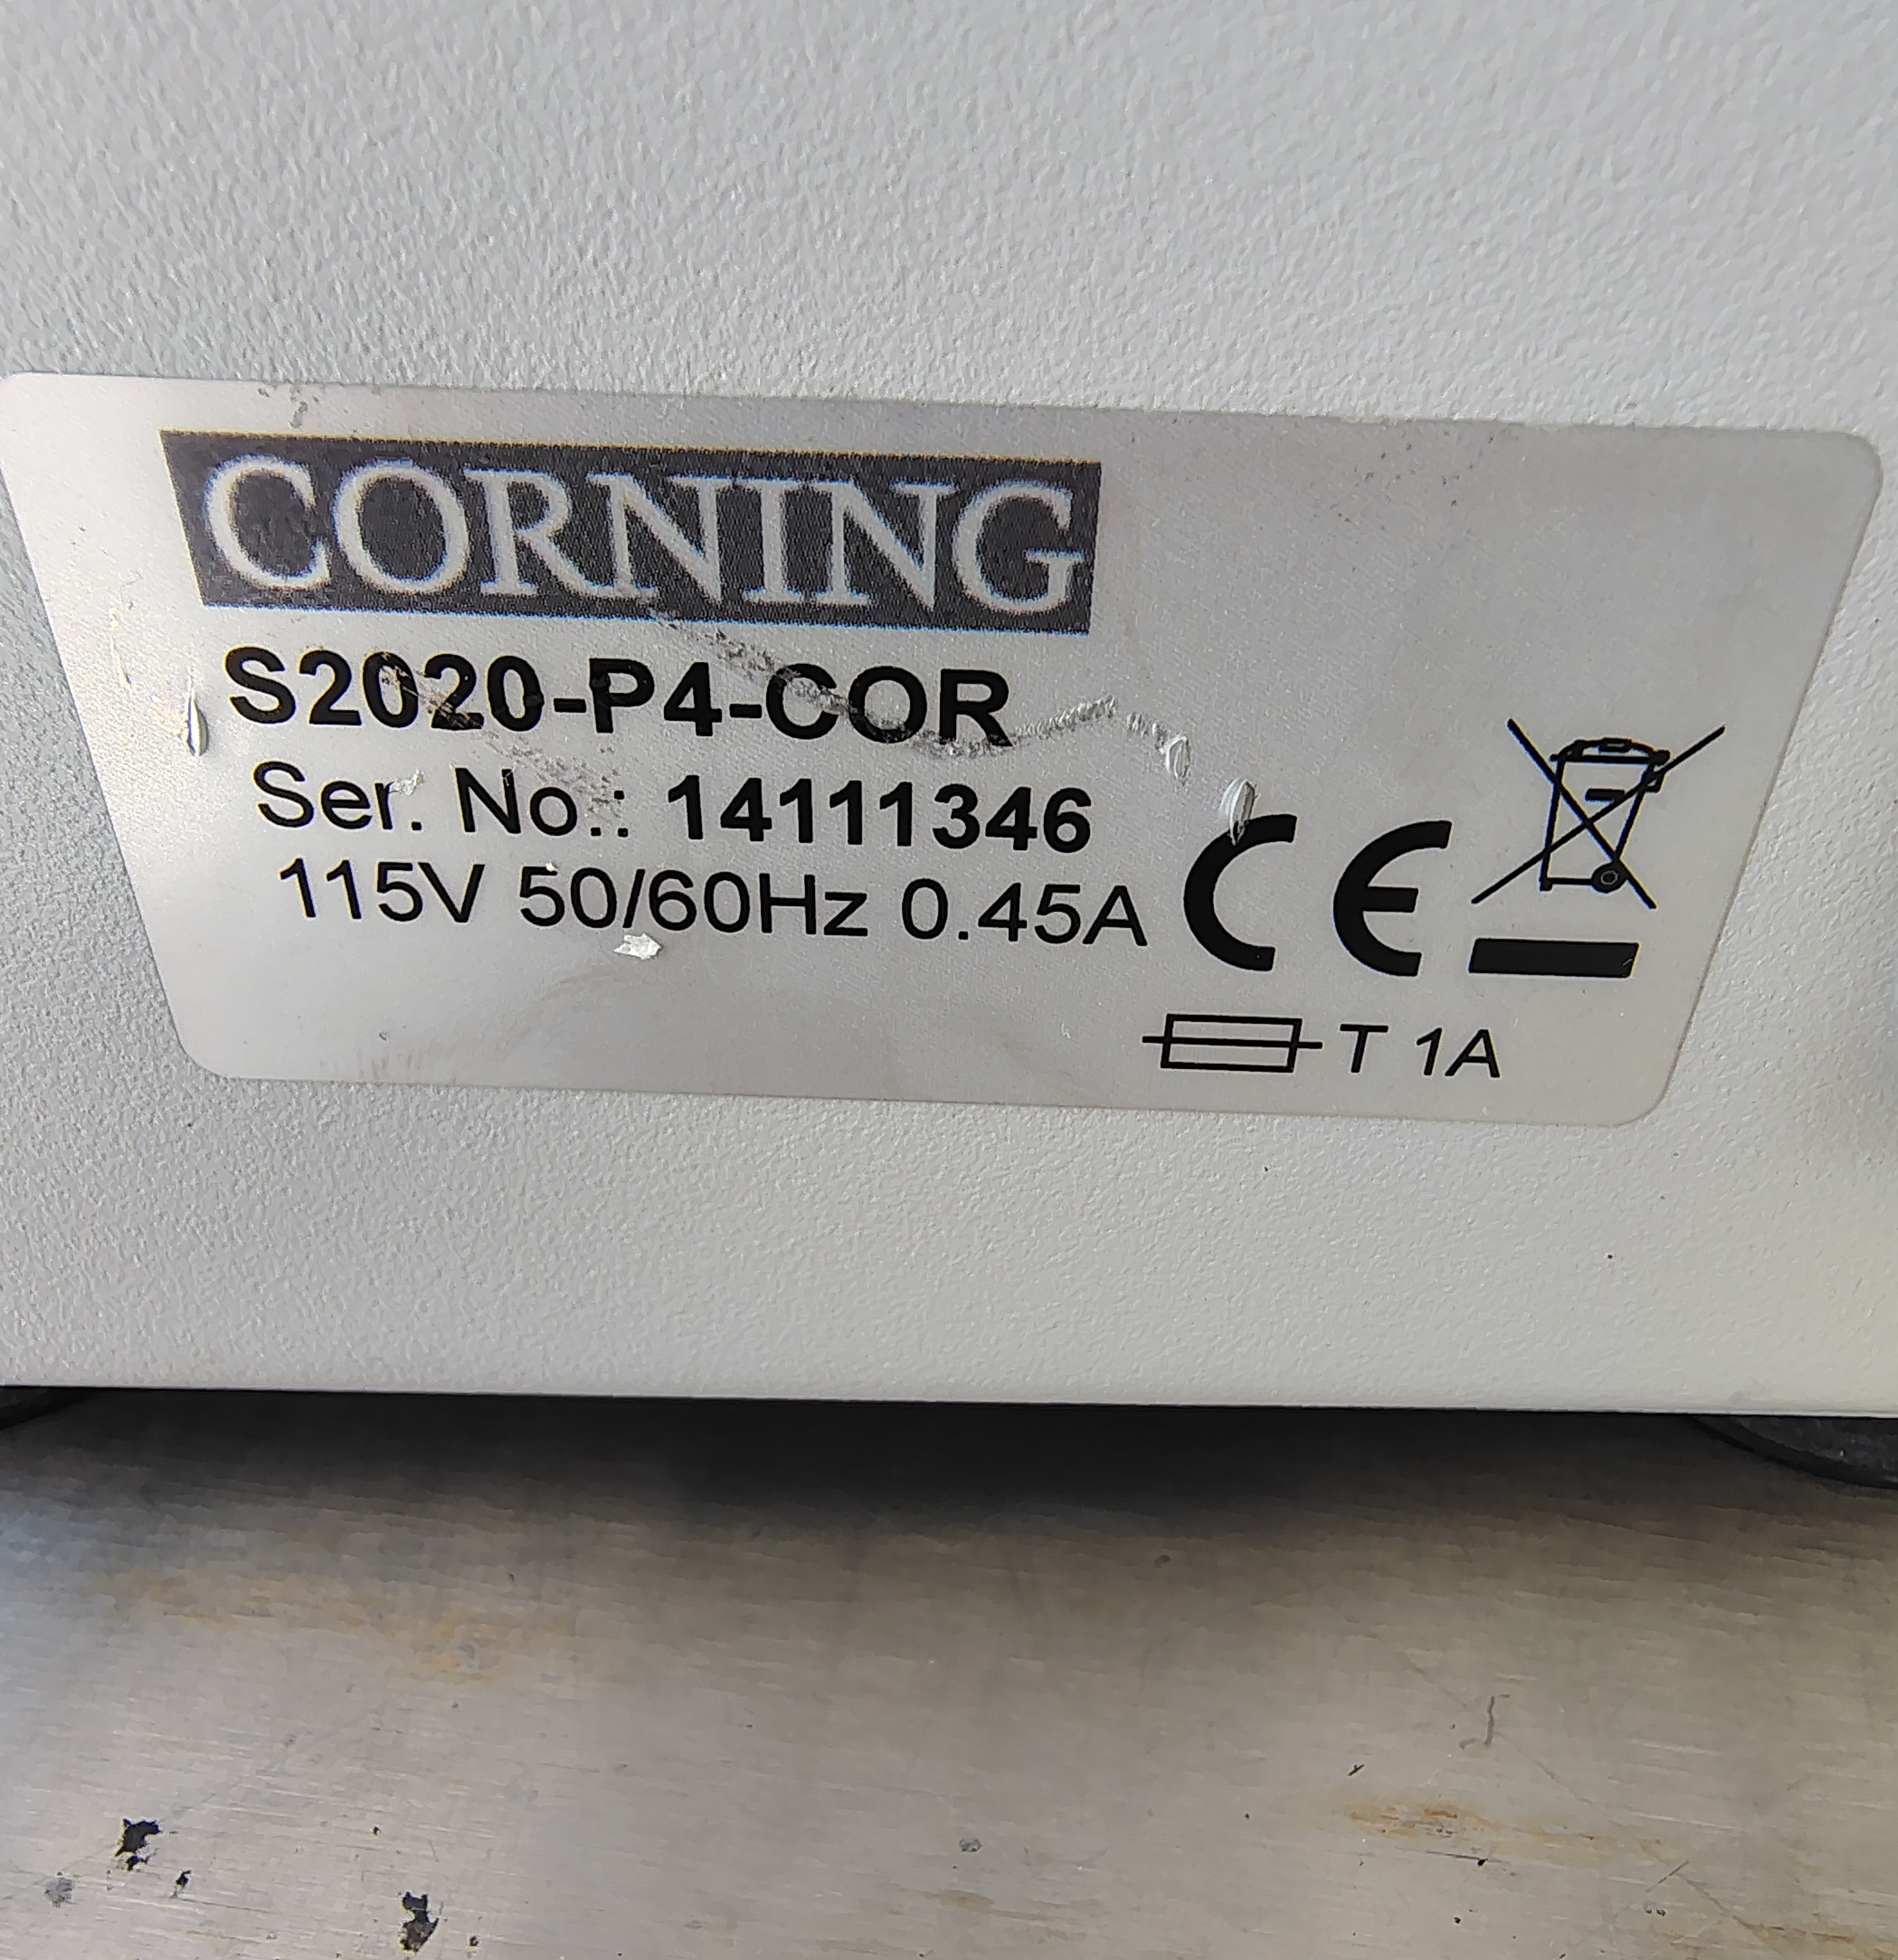 CORNING
S2020-P4-COR
Ser. No.: 14111346
115V 50/60Hz 0.45A
CE
T 1A